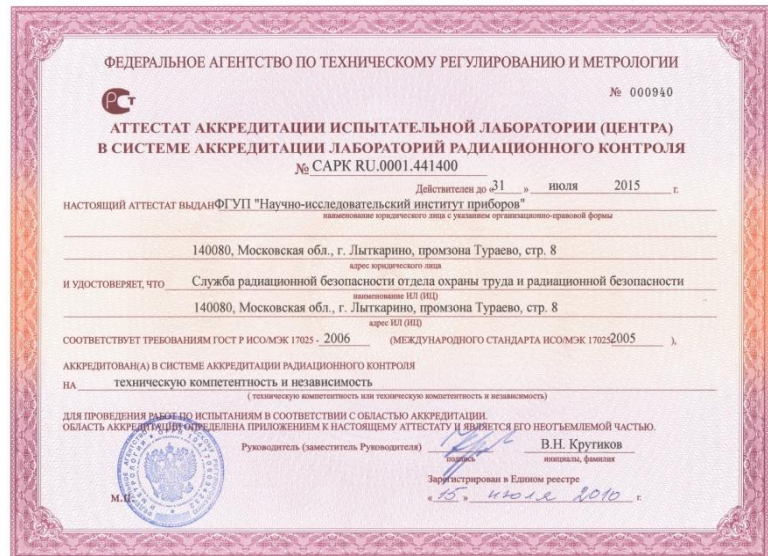 ФЕДЕРАЛЬНОЕ АГЕНТСТВО ПО ТЕХНИЧЕСКОМУ РЕГУЛИРОВАНИЮ И МЕТРОЛОГИИ
РСТ
№ 000940
АТТЕСТАТ АККРЕДИТАЦИИ ИСПЫТАТЕЛЬНОЙ ЛАБОРАТОРИИ (ЦЕНТРА)
В СИСТЕМЕ АККРЕДИТАЦИИ ЛАБОРАТОРИЙ РАДИАЦИОННОГО КОНТРОЛЯ
№ САРК RU.0001.441400
Действителен до «31» июля 2015 г.
НАСТОЯЩИЙ АТТЕСТАТ ВЫДАН ФГУП "Научно-исследовательский институт приборов"
наименование юридического лица с указанием организационно-правовой формы
140080, Московская обл., г. Лыткарино, промзона Тураево, стр. 8
адрес юридического лица
И УДОСТОВЕРЯЕТ, ЧТО Служба радиационной безопасности отдела охраны труда и радиационной безопасности
наименование ИЛ (ИЦ)
140080, Московская обл., г. Лыткарино, промзона Тураево, стр. 8
адрес ИЛ (ИЦ)
СООТВЕТСТВУЕТ ТРЕБОВАНИЯМ ГОСТ Р ИСО/МЭК 17025 - 2006 (МЕЖДУНАРОДНОГО СТАНДАРТА ИСО/МЭК 17025 2005 ),
АККРЕДИТОВАН(А) В СИСТЕМЕ АККРЕДИТАЦИИ РАДИАЦИОННОГО КОНТРОЛЯ
НА техническую компетентность и независимость
( техническую компетентность или техническую компетентность и независимость)
ДЛЯ ПРОВЕДЕНИЯ РАБОТ ПО ИСПЫТАНИЯМ В СООТВЕТСТВИИ С ОБЛАСТЬЮ АККРЕДИТАЦИИ.
ОБЛАСТЬ АККРЕДИТАЦИИ ОПРЕДЕЛЕНА ПРИЛОЖЕНИЕМ К НАСТОЯЩЕМУ АТТЕСТАТУ И ЯВЛЯЕТСЯ ЕГО НЕОТЪЕМЛЕМОЙ ЧАСТЬЮ.
Руководитель (заместитель Руководителя) В.Н. Крутиков
подпись инициалы, фамилия
Зарегистрирован в Едином реестре
М.П. « 15 » июля 2010 г.